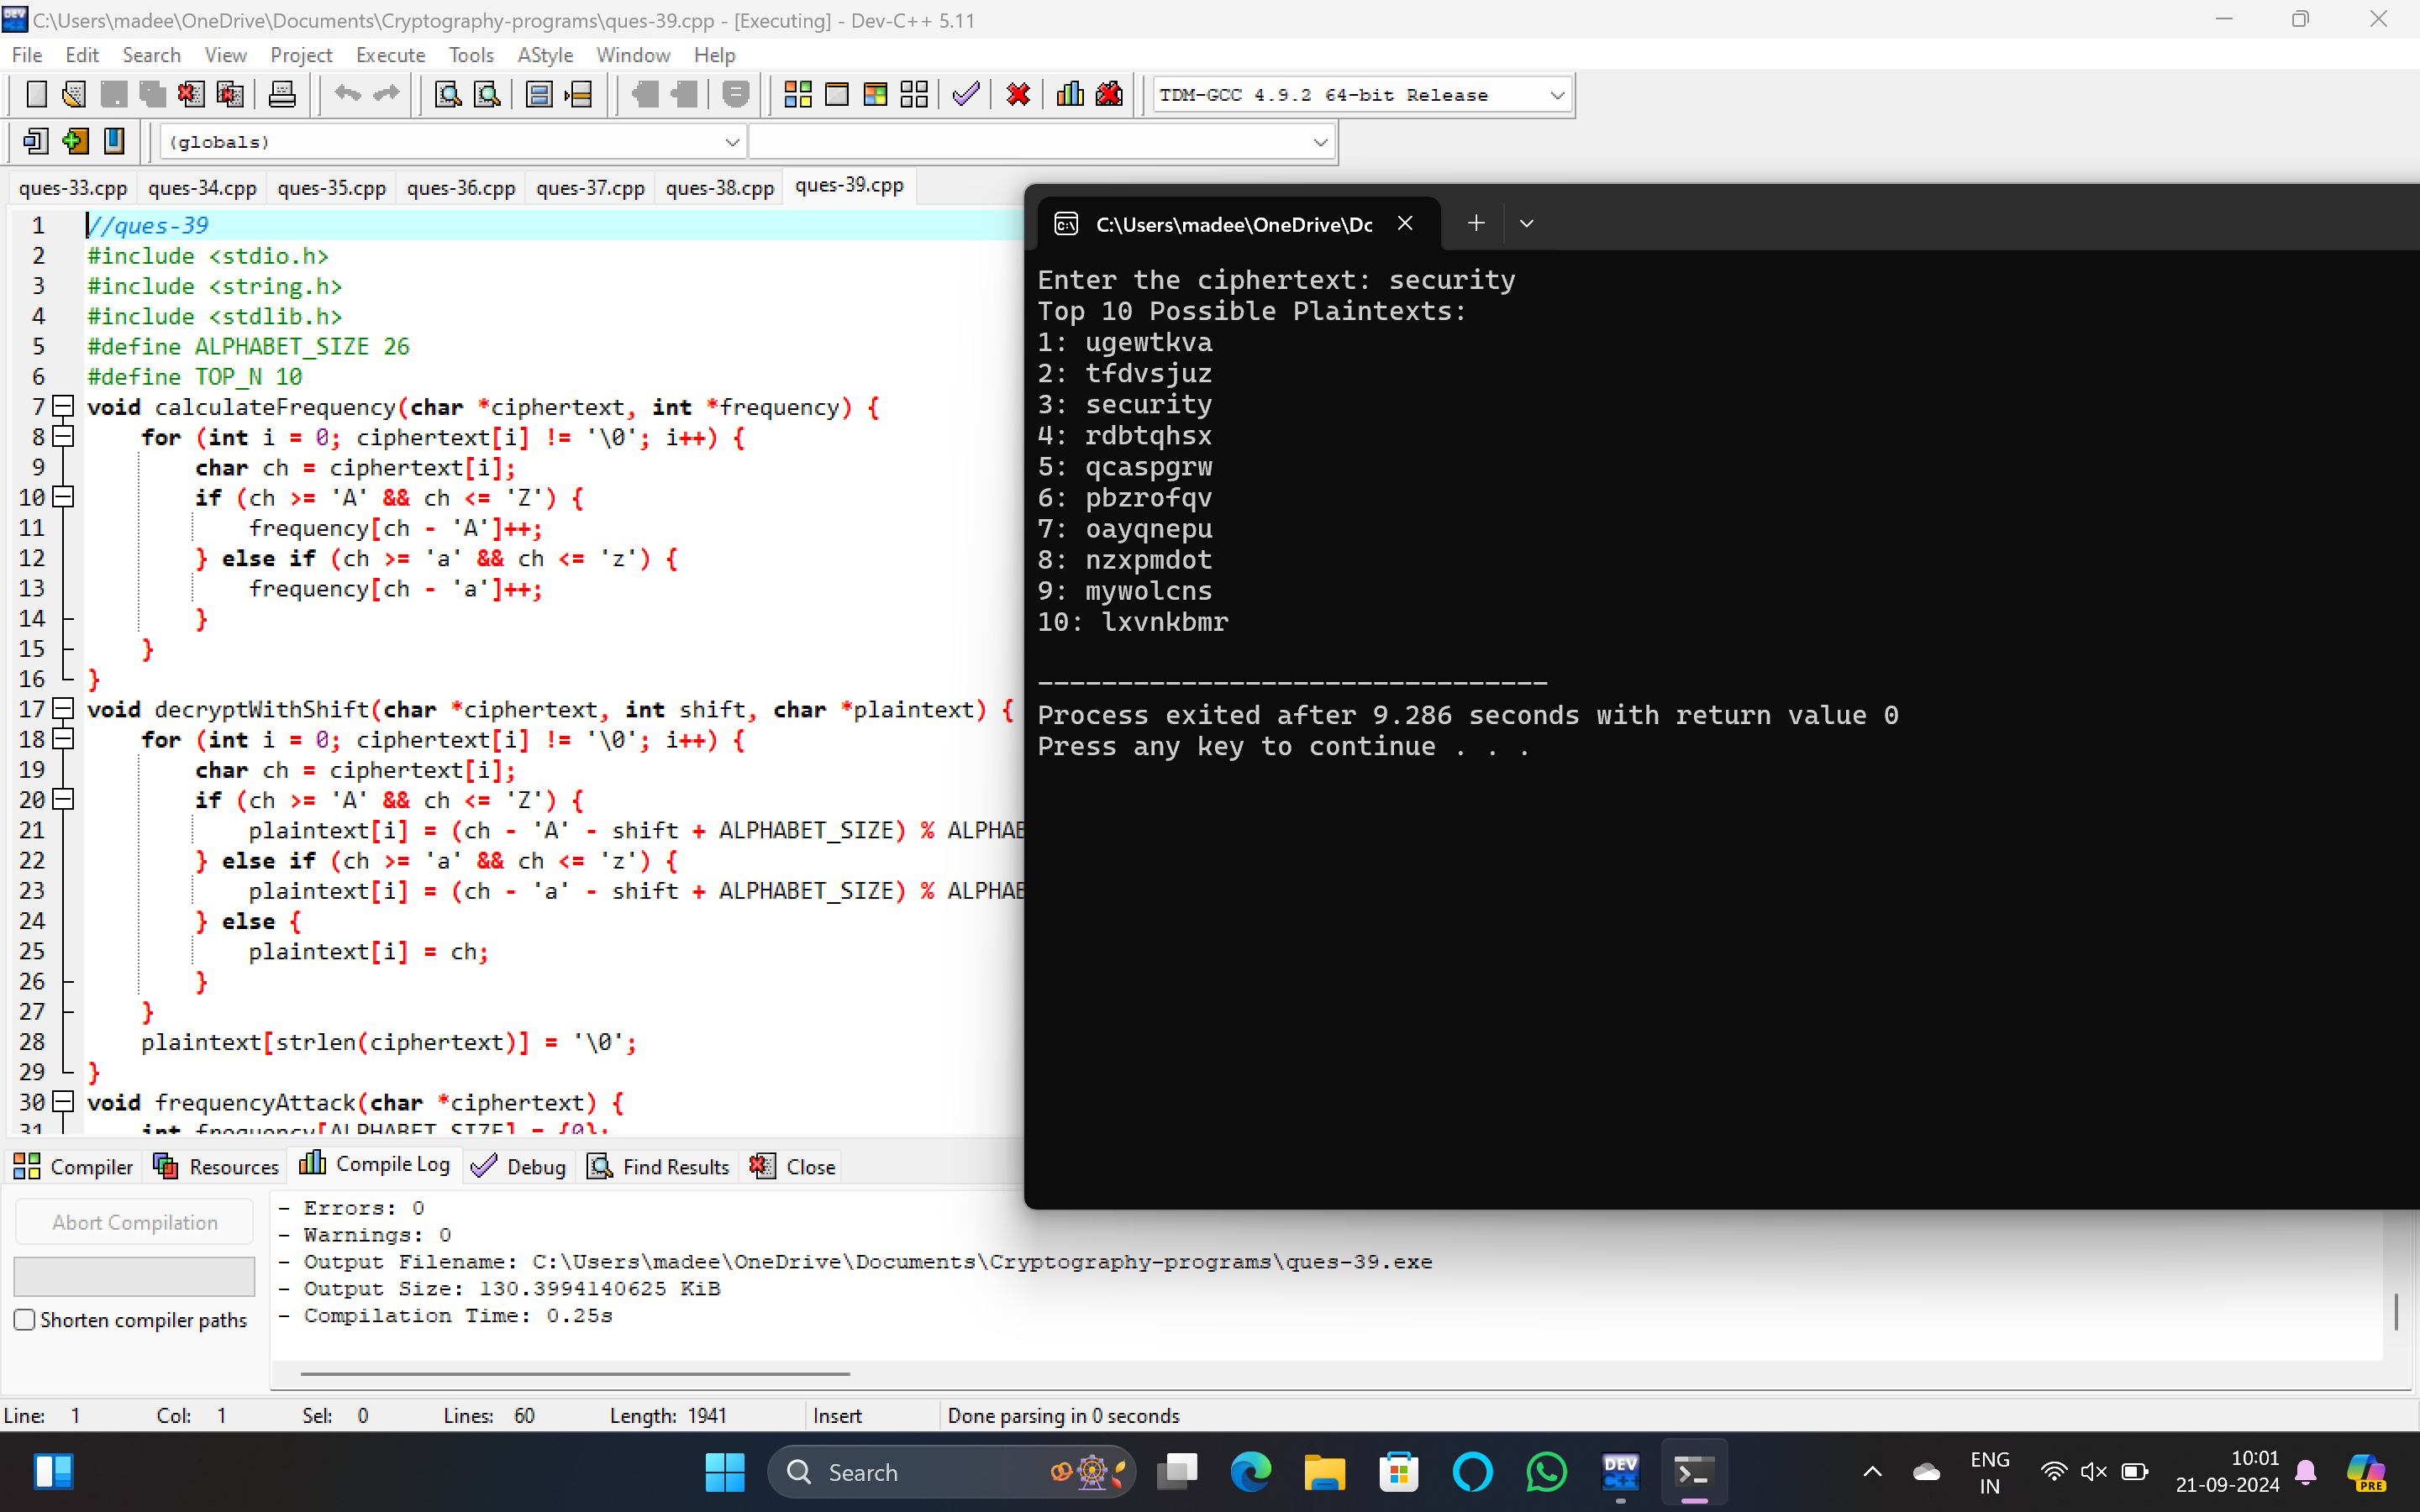 C:\Users\madee\OneDrive\Documents\Cryptography-programs\ques-39.cpp - [Executing] - Dev-C++ 5.11
File Edit Search View Project Execute Tools AStyle Window Help
TDM-GCC 4.9.2 64-bit Release
(globals)
ques-33.cpp ques-34.cpp ques-35.cpp ques-36.cpp ques-37.cpp ques-38.cpp ques-39.cpp
1 //ques-39
2 #include <stdio.h>
3 #include <string.h>
4 #include <stdlib.h>
5 #define ALPHABET_SIZE 26
6 #define TOP_N 10
7 void calculateFrequency(char *ciphertext, int *frequency) {
8 for (int i = 0; ciphertext[i] != '\0'; i++) {
9 char ch = ciphertext[i];
10 if (ch >= 'A' && ch <= 'Z') {
11 frequency[ch - 'A']++;
12 } else if (ch >= 'a' && ch <= 'z') {
13 frequency[ch - 'a']++;
14 }
15 }
16 }
17 void decryptWithShift(char *ciphertext, int shift, char *plaintext) {
18 for (int i = 0; ciphertext[i] != '\0'; i++) {
19 char ch = ciphertext[i];
20 if (ch >= 'A' && ch <= 'Z') {
21 plaintext[i] = (ch - 'A' - shift + ALPHABET_SIZE) % ALPHAB
22 } else if (ch >= 'a' && ch <= 'z') {
23 plaintext[i] = (ch - 'a' - shift + ALPHABET_SIZE) % ALPHAB
24 } else {
25 plaintext[i] = ch;
26 }
27 }
28 plaintext[strlen(ciphertext)] = '\0';
29 }
30 void frequencyAttack(char *ciphertext) {
31 int frequency[ALPHABET_SIZE] = {0};
C:\Users\madee\OneDrive\Dc
Enter the ciphertext: security
Top 10 Possible Plaintexts:
1: ugewtkva
2: tfdvsjuz
3: security
4: rdbtqhsx
5: qcaspgrw
6: pbzrofqv
7: oayqnepu
8: nzxpmdot
9: mywolcns
10: lxvnkbmr
--------------------------------
Process exited after 9.286 seconds with return value 0
Press any key to continue . . .
Compiler Resources Compile Log Debug Find Results Close
Abort Compilation
Shorten compiler paths
- Errors: 0
- Warnings: 0
- Output Filename: C:\Users\madee\OneDrive\Documents\Cryptography-programs\ques-39.exe
- Output Size: 130.3994140625 KiB
- Compilation Time: 0.25s
Line: 1 Col: 1 Sel: 0 Lines: 60 Length: 1941 Insert Done parsing in 0 seconds
Search
DEV C++
ENG
IN
10:01
21-09-2024
PRE